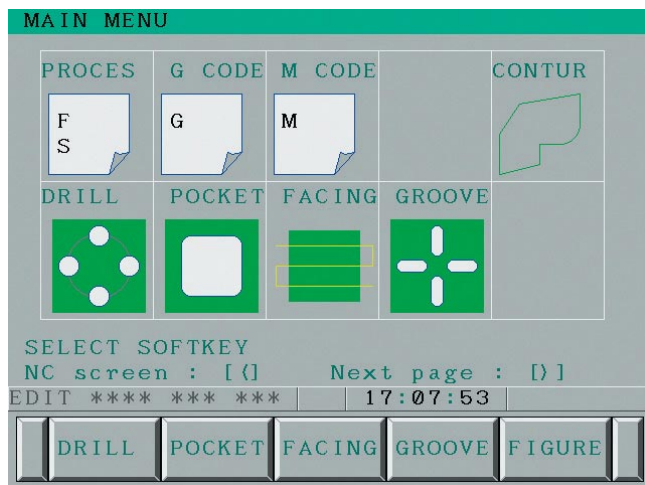 MAIN MENU
PROCES G CODE M CODE CONTUR
F G M
S
DRILL POCKET FACING GROOVE
SELECT SOFTKEY
NC screen : [⟨] Next page : [⟩]
EDIT **** *** *** 17:07:53
DRILL POCKET FACING GROOVE FIGURE